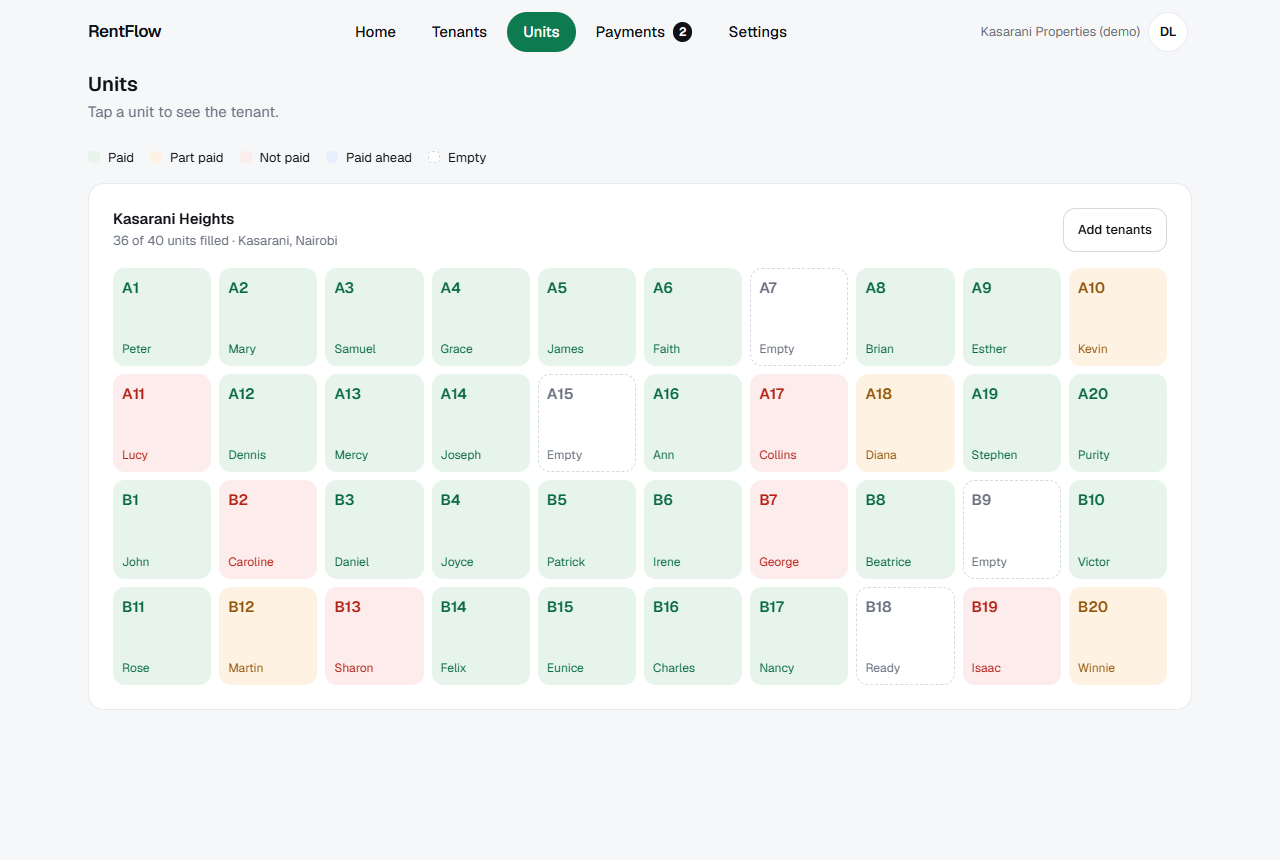 RentFlow
Home
Tenants
Units
Payments 2
Settings
Kasarani Properties (demo)
DL
Units
Tap a unit to see the tenant.
Paid
Part paid
Not paid
Paid ahead
Empty
Kasarani Heights
36 of 40 units filled · Kasarani, Nairobi
Add tenants
A1
Peter
A2
Mary
A3
Samuel
A4
Grace
A5
James
A6
Faith
A7
Empty
A8
Brian
A9
Esther
A10
Kevin
A11
Lucy
A12
Dennis
A13
Mercy
A14
Joseph
A15
Empty
A16
Ann
A17
Collins
A18
Diana
A19
Stephen
A20
Purity
B1
John
B2
Caroline
B3
Daniel
B4
Joyce
B5
Patrick
B6
Irene
B7
George
B8
Beatrice
B9
Empty
B10
Victor
B11
Rose
B12
Martin
B13
Sharon
B14
Felix
B15
Eunice
B16
Charles
B17
Nancy
B18
Ready
B19
Isaac
B20
Winnie